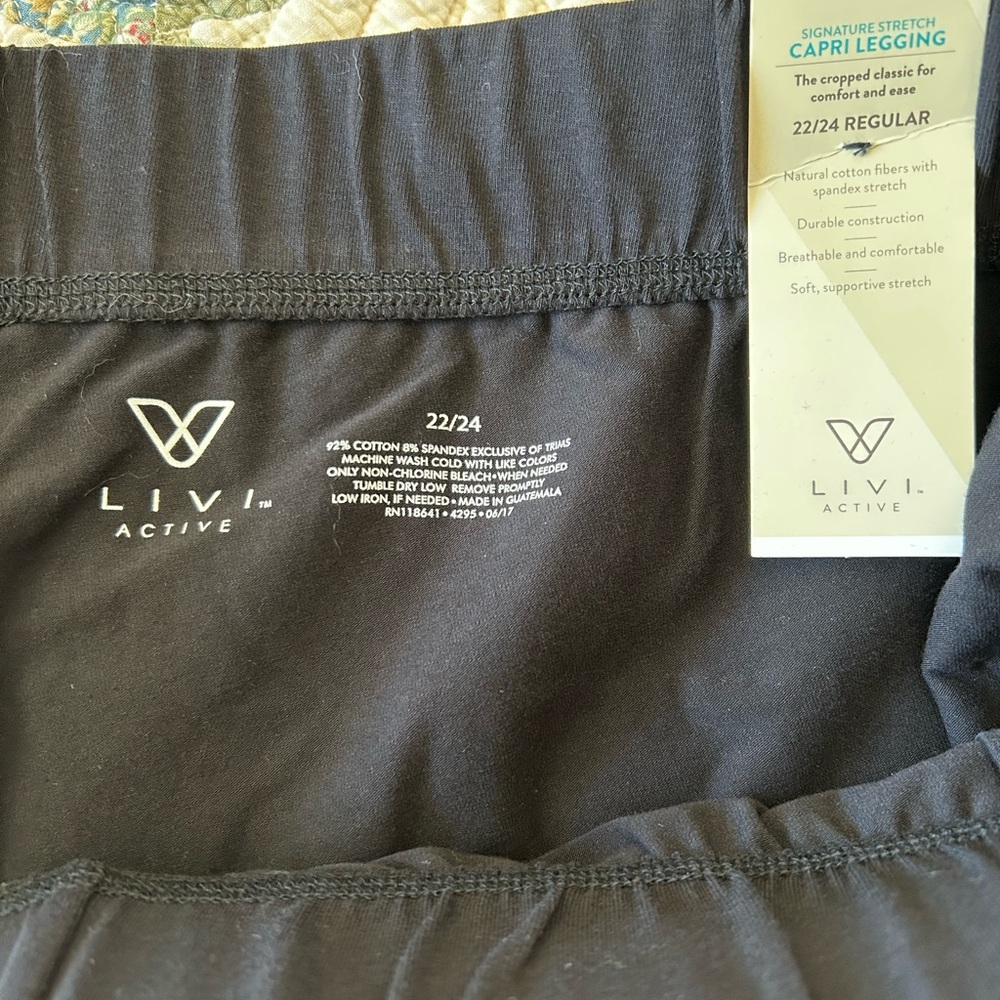 LIVI™
ACTIVE
22/24
92% COTTON 8% SPANDEX EXCLUSIVE OF TRIMS
MACHINE WASH COLD WITH LIKE COLORS
ONLY NON-CHLORINE BLEACH•WHEN NEEDED
TUMBLE DRY LOW REMOVE PROMPTLY
LOW IRON, IF NEEDED • MADE IN GUATEMALA
RN118641 • 4295 • 06/17
SIGNATURE STRETCH
CAPRI LEGGING
The cropped classic for
comfort and ease
22/24 REGULAR
Natural cotton fibers with
spandex stretch
Durable construction
Breathable and comfortable
Soft, supportive stretch
LIVI™
ACTIVE